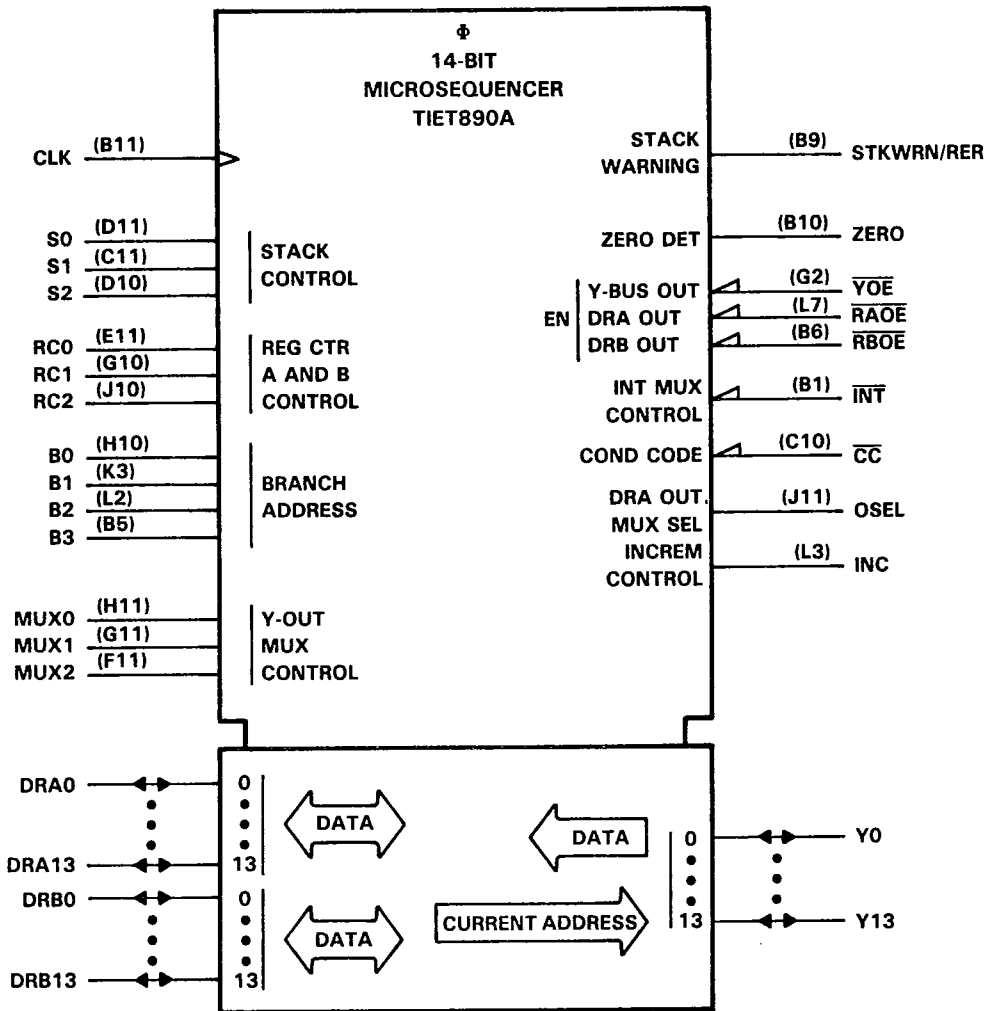 Φ
14-BIT
MICROSEQUENCER
TIET890A
CLK (B11)
STACK
WARNING
(B9) STKWRN/RER
S0 (D11)
S1 (C11)
S2 (D10)
STACK
CONTROL
ZERO DET
(B10) ZERO
EN
Y-BUS OUT
DRA OUT
DRB OUT
(G2) YOE
(L7) RAOE
(B6) RBOE
RC0 (E11)
RC1 (G10)
RC2 (J10)
REG CTR
A AND B
CONTROL
INT MUX
CONTROL
(B1) INT
B0 (H10)
B1 (K3)
B2 (L2)
B3 (B5)
BRANCH
ADDRESS
COND CODE
(C10) CC
DRA OUT
MUX SEL
(J11) OSEL
INCREM
CONTROL
(L3) INC
MUX0 (H11)
MUX1 (G11)
MUX2 (F11)
Y-OUT
MUX
CONTROL
DRA0 0
DATA
DRA13 13
DRB0 0
DATA
DRB13 13
DATA
CURRENT ADDRESS
0 Y0
13 Y13